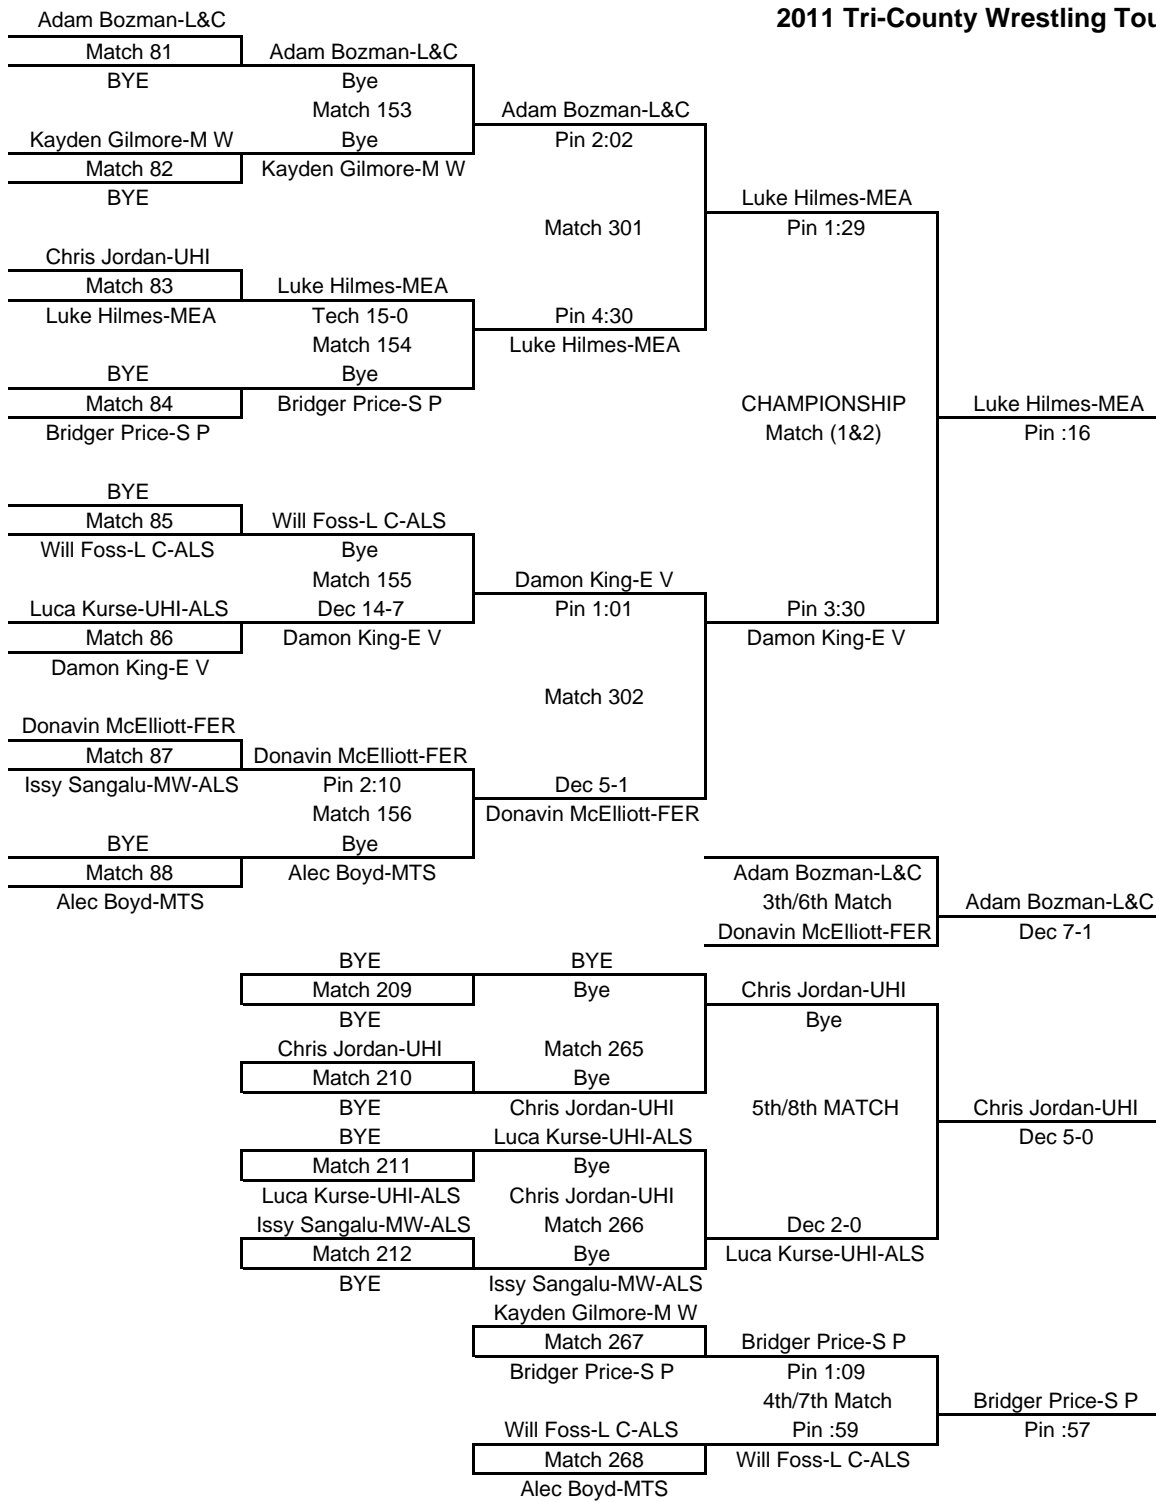 2011 Tri-County Wrestling Tou
Adam Bozman-L&C
Match 81 Adam Bozman-L&C
BYE Bye
Match 153 Adam Bozman-L&C
Kayden Gilmore-M W Bye Pin 2:02
Match 82 Kayden Gilmore-M W
BYE Luke Hilmes-MEA
Match 301 Pin 1:29
Chris Jordan-UHI
Match 83 Luke Hilmes-MEA
Luke Hilmes-MEA Tech 15-0 Pin 4:30
Match 154 Luke Hilmes-MEA
BYE Bye
Match 84 Bridger Price-S P CHAMPIONSHIP Luke Hilmes-MEA
Bridger Price-S P Match (1&2) Pin :16
BYE
Match 85 Will Foss-L C-ALS
Will Foss-L C-ALS Bye
Match 155 Damon King-E V
Luca Kurse-UHI-ALS Dec 14-7 Pin 1:01 Pin 3:30
Match 86 Damon King-E V Damon King-E V
Damon King-E V
Match 302
Donavin McElliott-FER
Match 87 Donavin McElliott-FER
Issy Sangalu-MW-ALS Pin 2:10 Dec 5-1
Match 156 Donavin McElliott-FER
BYE Bye
Match 88 Alec Boyd-MTS Adam Bozman-L&C
Alec Boyd-MTS 3th/6th Match Adam Bozman-L&C
Donavin McElliott-FER Dec 7-1
BYE BYE
Match 209 Bye Chris Jordan-UHI
BYE Bye
Chris Jordan-UHI Match 265
Match 210 Bye
BYE Chris Jordan-UHI 5th/8th MATCH Chris Jordan-UHI
BYE Luca Kurse-UHI-ALS Dec 5-0
Match 211 Bye
Luca Kurse-UHI-ALS Chris Jordan-UHI
Issy Sangalu-MW-ALS Match 266 Dec 2-0
Match 212 Bye Luca Kurse-UHI-ALS
BYE Issy Sangalu-MW-ALS
Kayden Gilmore-M W
Match 267 Bridger Price-S P
Bridger Price-S P Pin 1:09
4th/7th Match Bridger Price-S P
Will Foss-L C-ALS Pin :59 Pin :57
Match 268 Will Foss-L C-ALS
Alec Boyd-MTS